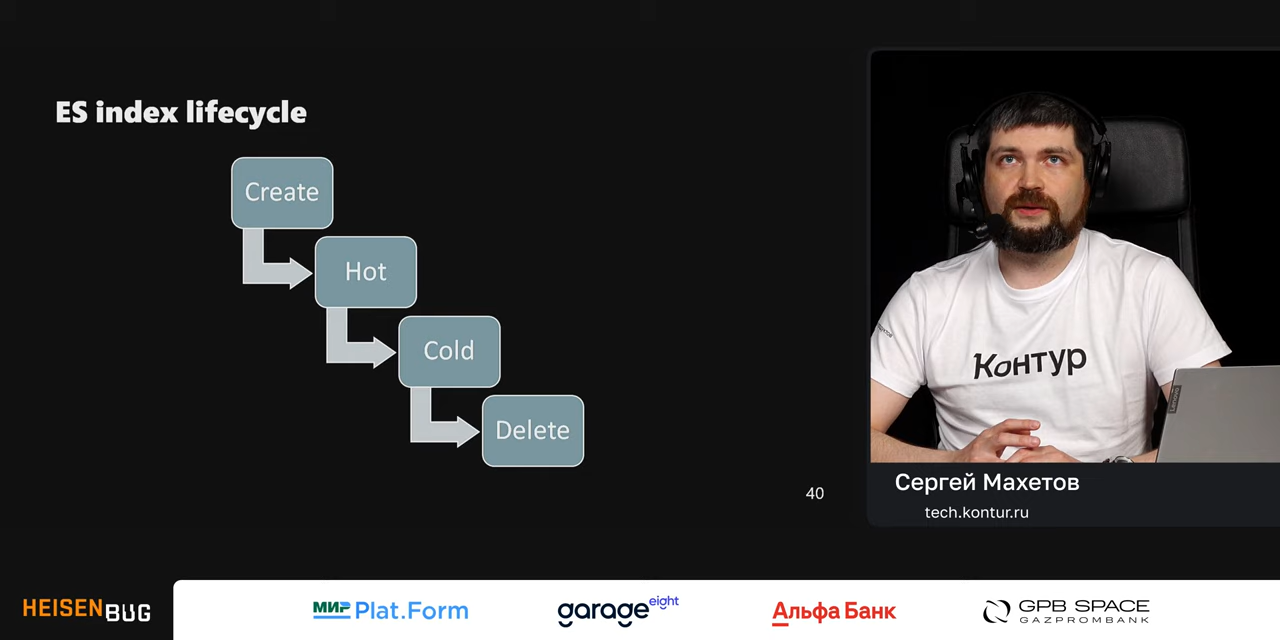 ES index lifecycle
Create
Hot
Cold
Delete
40
Контур
Сергей Махетов
tech.kontur.ru
HEISENBUG
МИР Plat.Form
garage eight
Альфа Банк
GPB SPACE
GAZPROMBANK